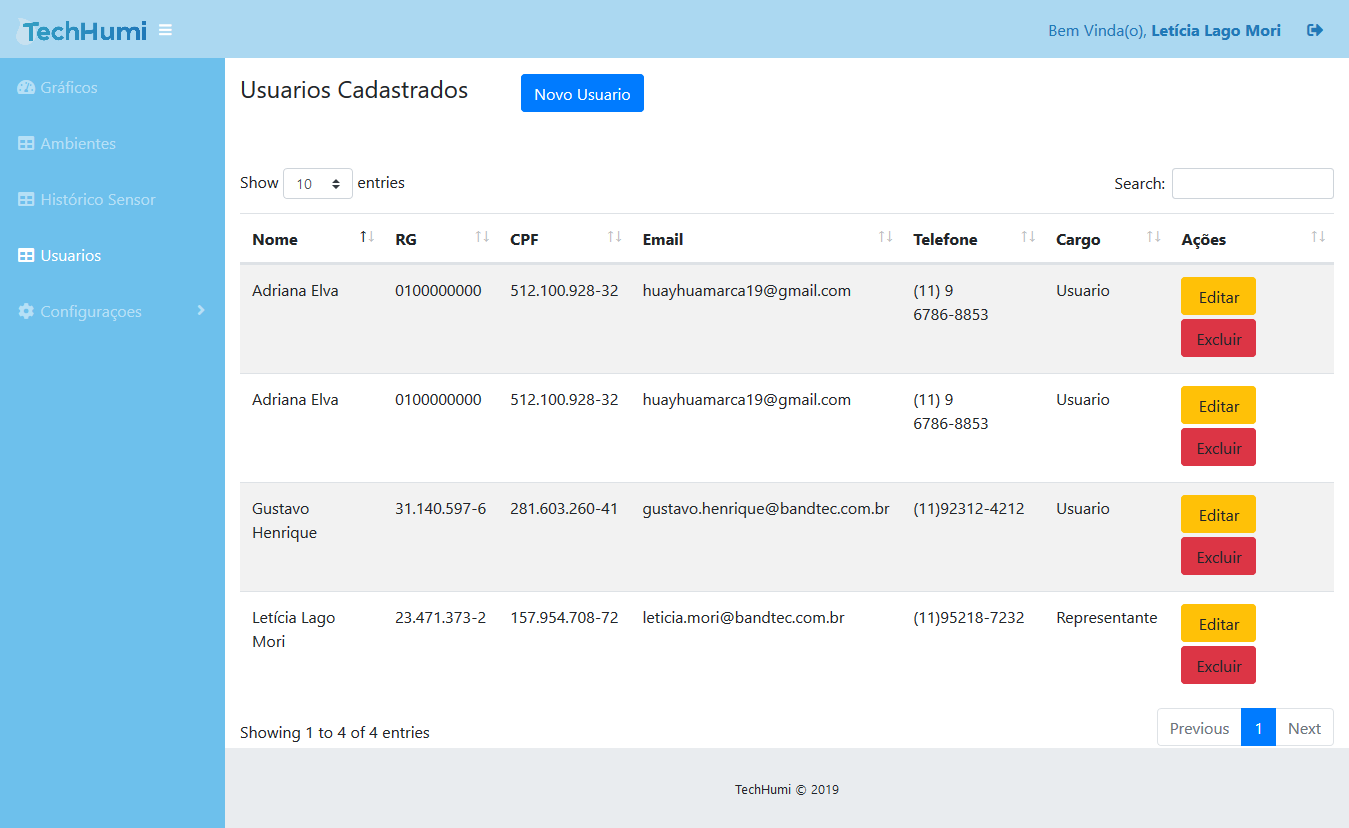 TechHumi
Bem Vinda(o), Letícia Lago Mori
Gráficos
Ambientes
Histórico Sensor
Usuarios
Configuraçoes
Usuarios Cadastrados
Novo Usuario
Show 10 entries
Search:
Nome RG CPF Email Telefone Cargo Ações
Adriana Elva 0100000000 512.100.928-32 huayhuamarca19@gmail.com (11) 9 Usuario Editar
6786-8853
Excluir
Adriana Elva 0100000000 512.100.928-32 huayhuamarca19@gmail.com (11) 9 Usuario Editar
6786-8853
Excluir
Gustavo 31.140.597-6 281.603.260-41 gustavo.henrique@bandtec.com.br (11)92312-4212 Usuario Editar
Henrique
Excluir
Letícia Lago 23.471.373-2 157.954.708-72 leticia.mori@bandtec.com.br (11)95218-7232 Representante Editar
Mori
Excluir
Showing 1 to 4 of 4 entries
Previous 1 Next
TechHumi © 2019